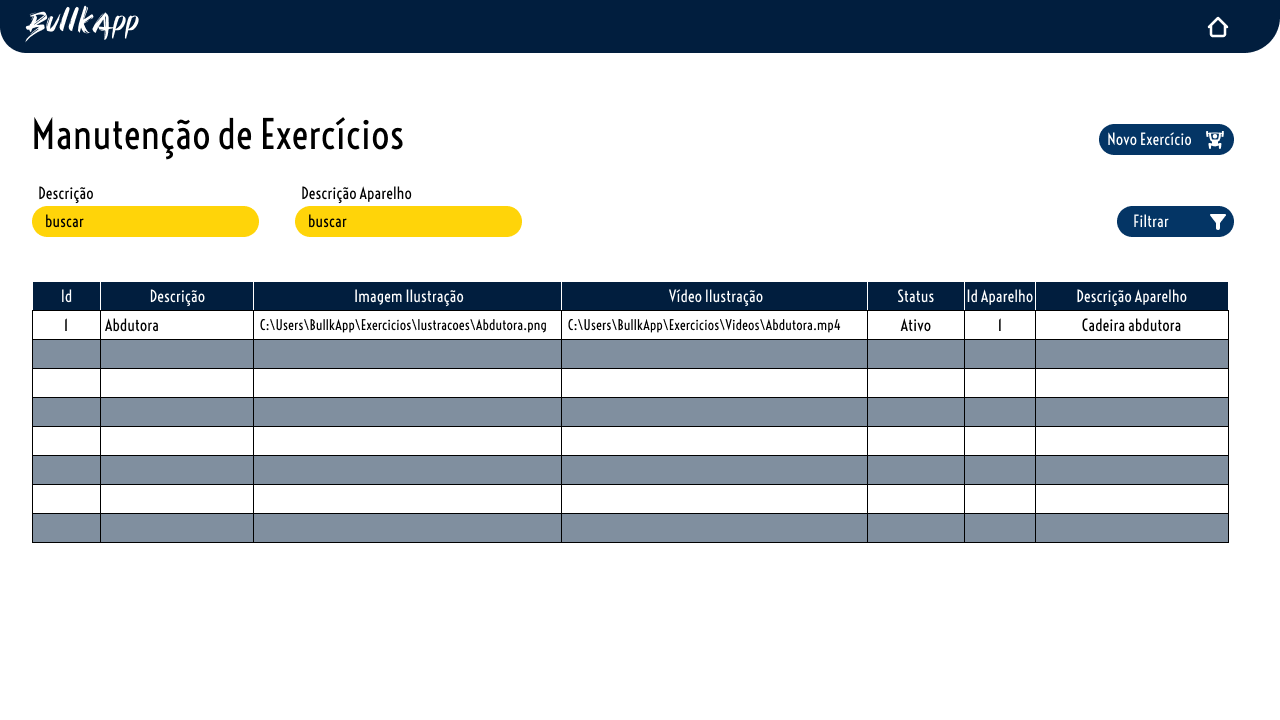 BullkApp
Manutenção de Exercícios
Novo Exercício
Descrição
Descrição Aparelho
buscar
buscar
Filtrar
Id Descrição Imagem Ilustração Vídeo Ilustração Status Id Aparelho Descrição Aparelho
1 Abdutora C:\Users\BullkApp\Exercicios\lustracoes\Abdutora.png C:\Users\BullkApp\Exercicios\Videos\Abdutora.mp4 Ativo 1 Cadeira abdutora